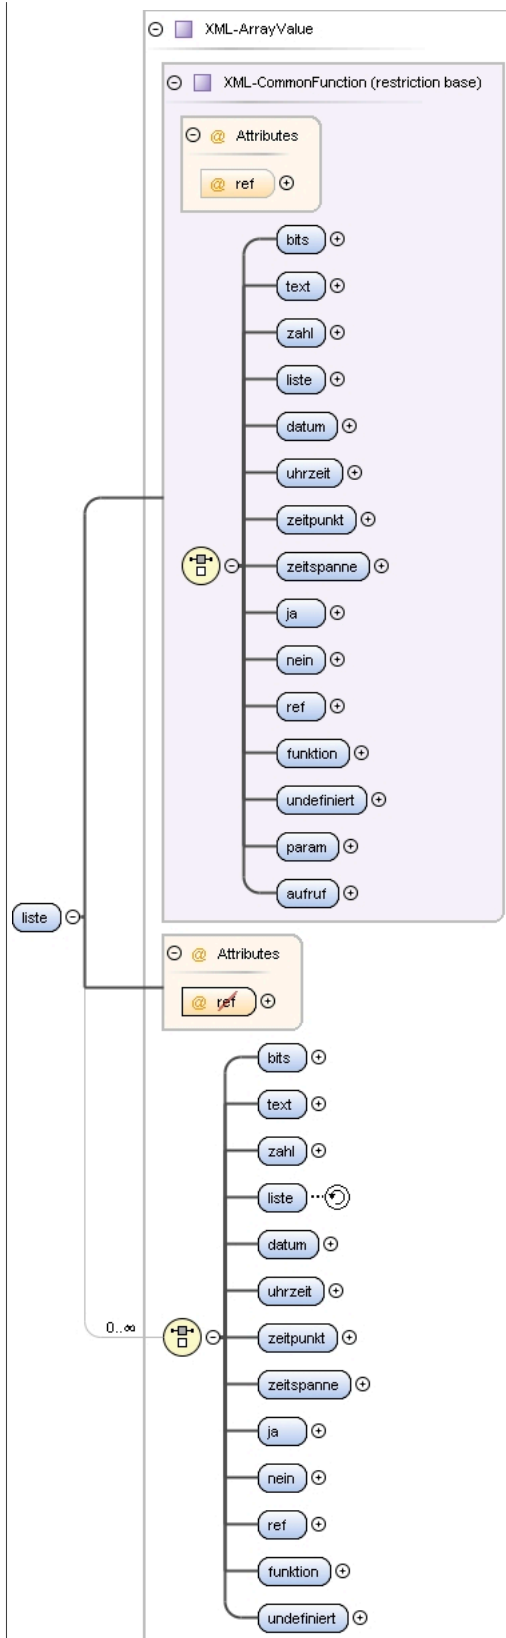 XML-ArrayValue
XML-CommonFunction (restriction base)
@ Attributes
@ ref
bits
text
zahl
liste
datum
uhrzeit
zeitpunkt
zeitspanne
ja
nein
ref
funktion
undefiniert
param
aufruf
liste
@ Attributes
@ ref
bits
text
zahl
liste
datum
uhrzeit
0..∞
zeitpunkt
zeitspanne
ja
nein
ref
funktion
undefiniert